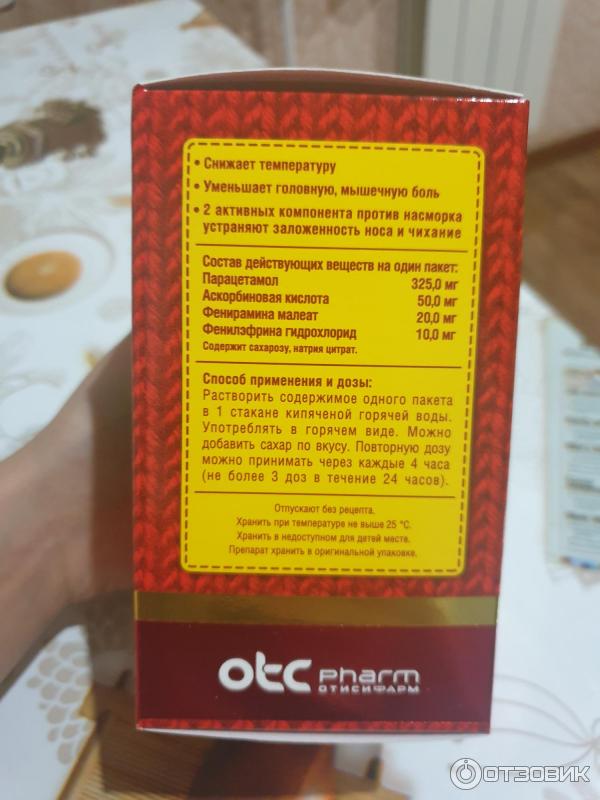 • Снижает температуру
• Уменьшает головную, мышечную боль
• 2 активных компонента против насморка
устраняют заложенность носа и чихание
Состав действующих веществ на один пакет:
Парацетамол 325,0 мг
Аскорбиновая кислота 50,0 мг
Фенирамина малеат 20,0 мг
Фенилэфрина гидрохлорид 10,0 мг
Содержит сахарозу, натрия цитрат.
Способ применения и дозы:
Растворить содержимое одного пакета
в 1 стакане кипяченой горячей воды.
Употреблять в горячем виде. Можно
добавить сахар по вкусу. Повторную дозу
можно принимать через каждые 4 часа
(не более 3 доз в течение 24 часов).
Отпускают без рецепта.
Хранить при температуре не выше 25 °С.
Хранить в недоступном для детей месте.
Препарат хранить в оригинальной упаковке.
otc pharm
ОТИСИФАРМ
ОТЗОВИК